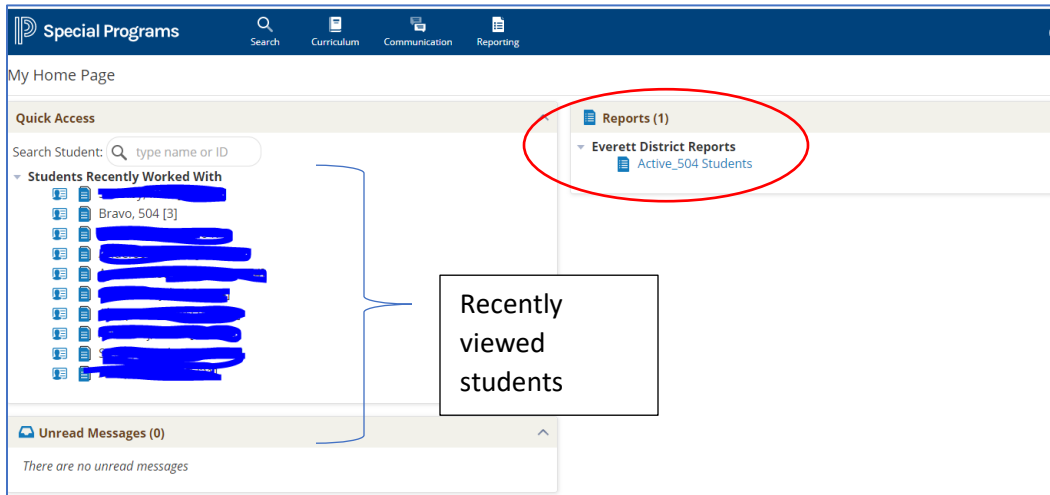 Special Programs
Search
Curriculum
Communication
Reporting
My Home Page
Quick Access
Search Student: type name or ID
Students Recently Worked With
Bravo, 504 [3]
Unread Messages (0)
There are no unread messages
Reports (1)
Everett District Reports
Active_504 Students
Recently
viewed
students